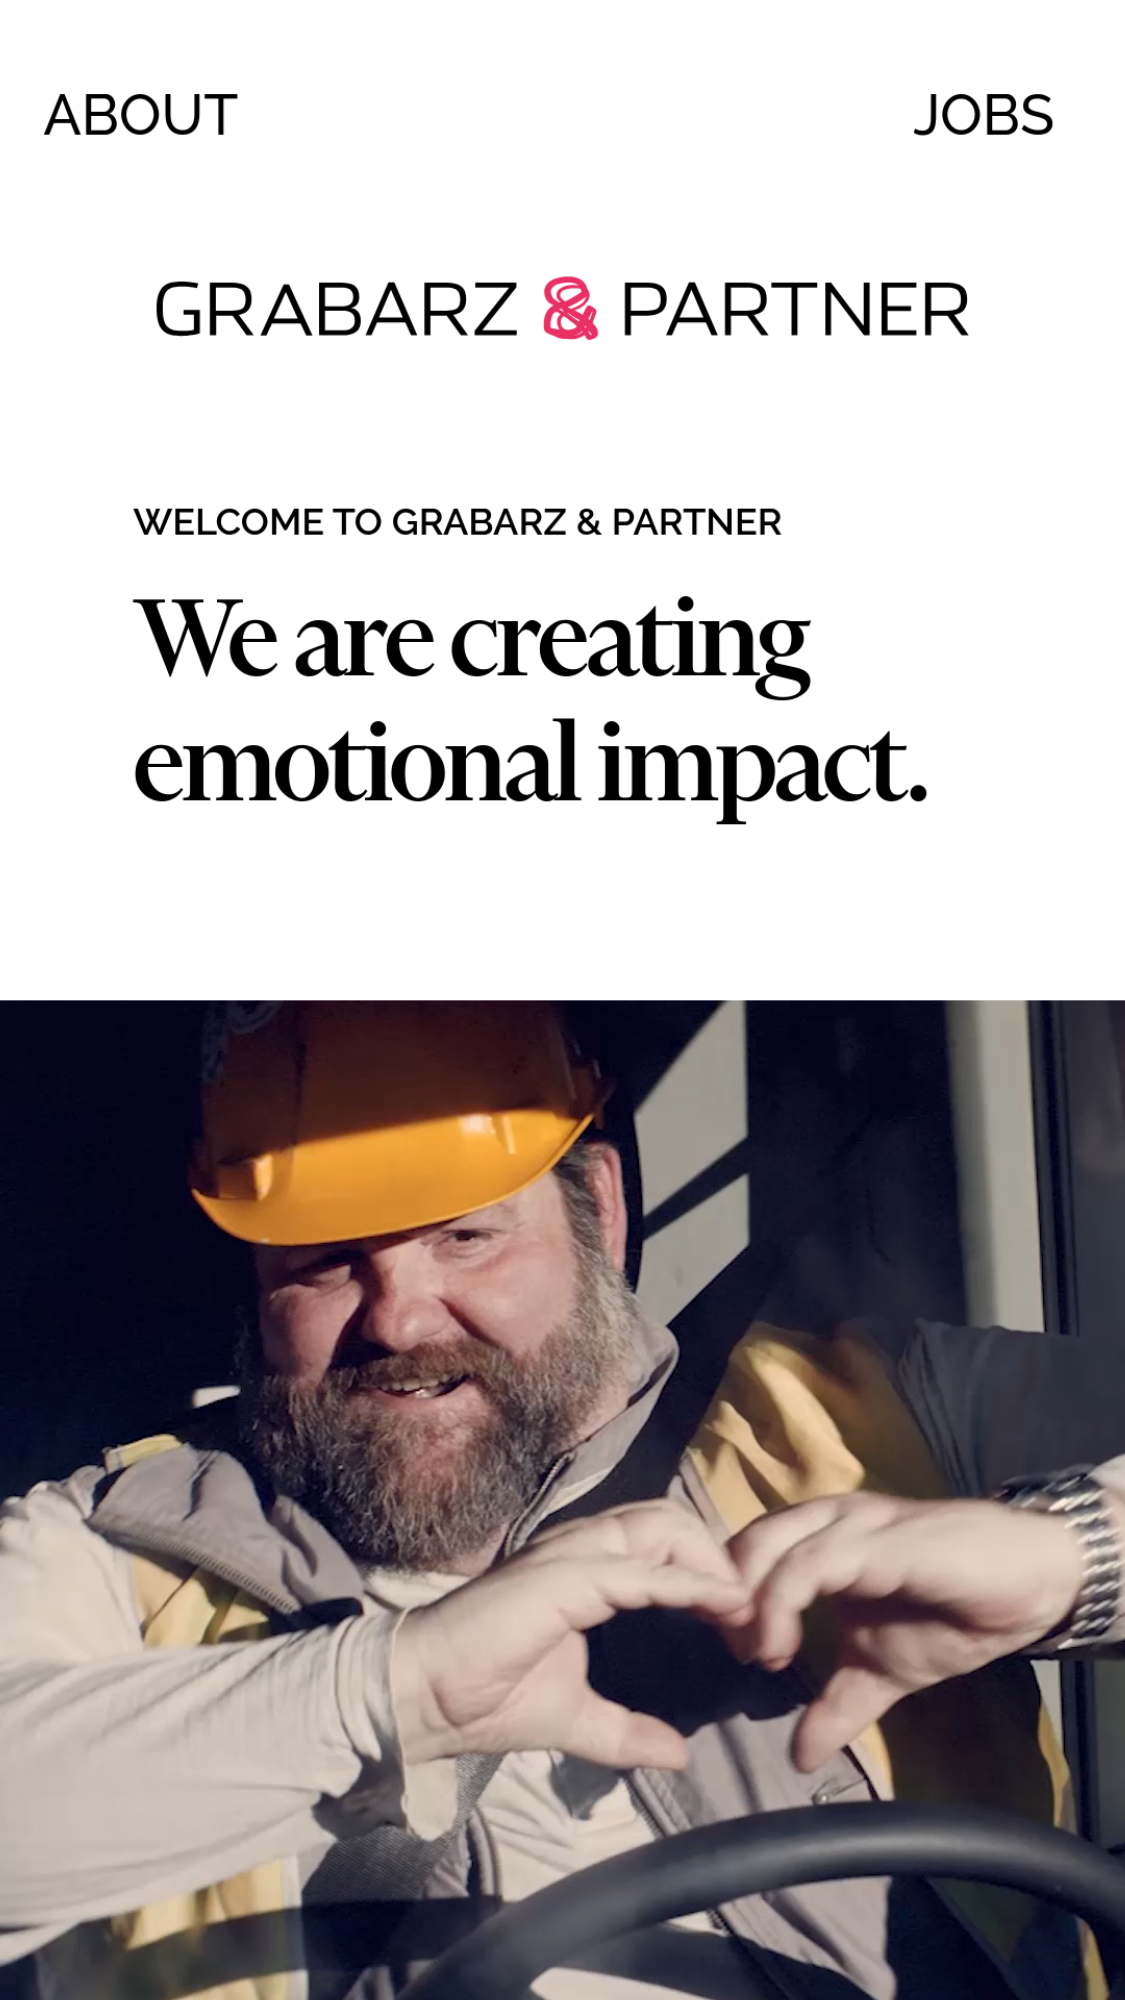 ABOUT JOBS
GRABARZ & PARTNER
WELCOME TO GRABARZ & PARTNER
We are creating
emotional impact.